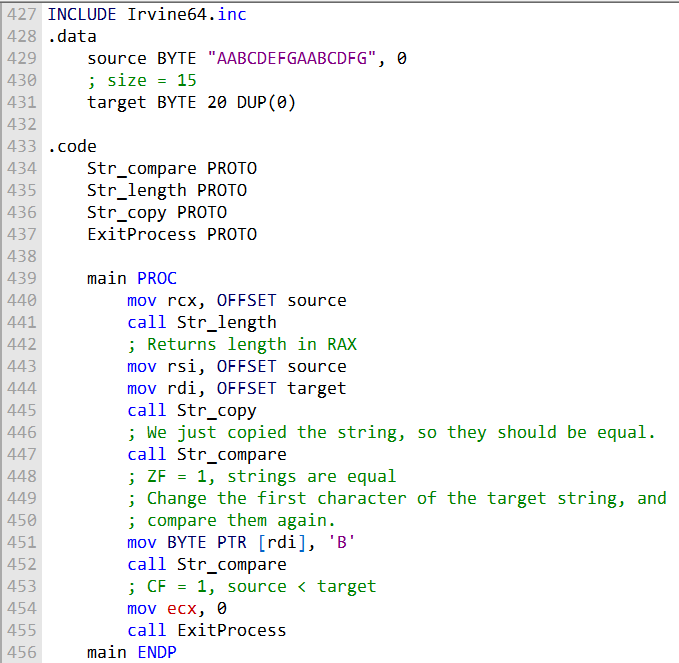 427 INCLUDE Irvine64.inc
428 .data
429     source BYTE "AABCDEFGAABCDFG", 0
430     ; size = 15
431     target BYTE 20 DUP(0)
432
433 .code
434     Str_compare PROTO
435     Str_length PROTO
436     Str_copy PROTO
437     ExitProcess PROTO
438
439     main PROC
440         mov rcx, OFFSET source
441         call Str_length
442         ; Returns length in RAX
443         mov rsi, OFFSET source
444         mov rdi, OFFSET target
445         call Str_copy
446         ; We just copied the string, so they should be equal.
447         call Str_compare
448         ; ZF = 1, strings are equal
449         ; Change the first character of the target string, and
450         ; compare them again.
451         mov BYTE PTR [rdi], 'B'
452         call Str_compare
453         ; CF = 1, source < target
454         mov ecx, 0
455         call ExitProcess
456     main ENDP